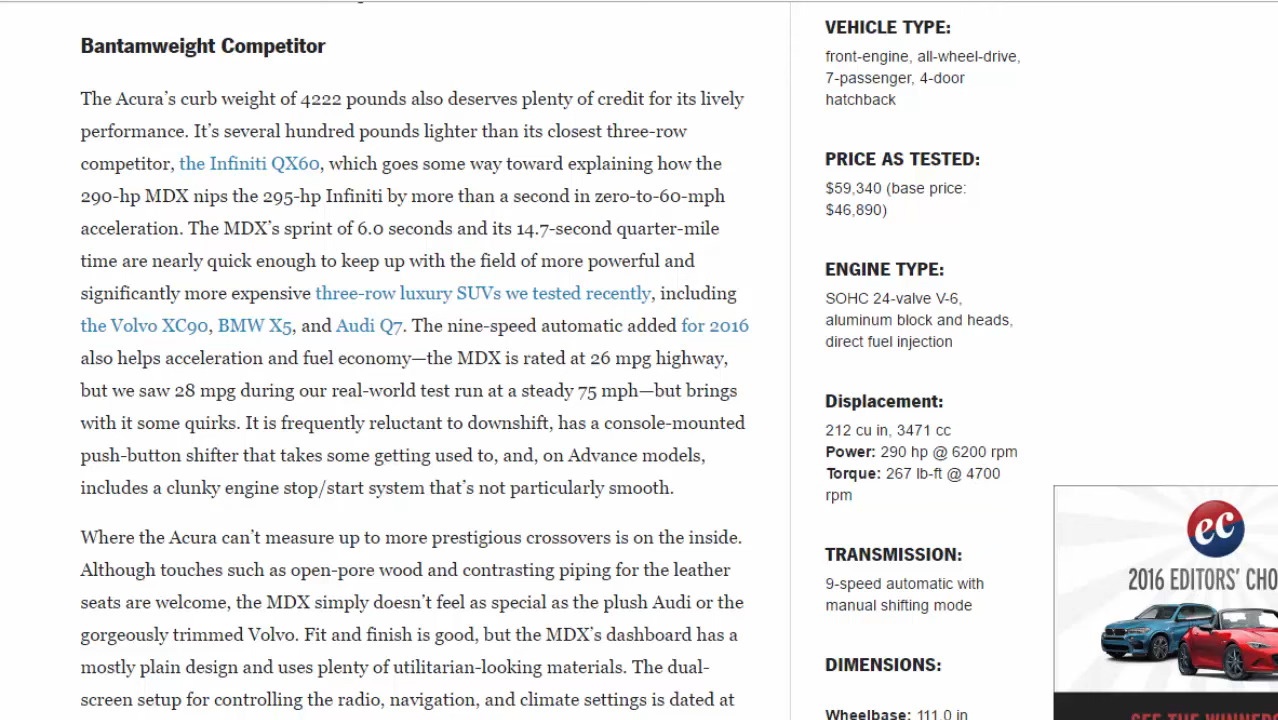 Bantamweight Competitor
The Acura’s curb weight of 4222 pounds also deserves plenty of credit for its lively
performance. It’s several hundred pounds lighter than its closest three-row
competitor, the Infiniti QX60, which goes some way toward explaining how the
290-hp MDX nips the 295-hp Infiniti by more than a second in zero-to-60-mph
acceleration. The MDX’s sprint of 6.0 seconds and its 14.7-second quarter-mile
time are nearly quick enough to keep up with the field of more powerful and
significantly more expensive three-row luxury SUVs we tested recently, including
the Volvo XC90, BMW X5, and Audi Q7. The nine-speed automatic added for 2016
also helps acceleration and fuel economy—the MDX is rated at 26 mpg highway,
but we saw 28 mpg during our real-world test run at a steady 75 mph—but brings
with it some quirks. It is frequently reluctant to downshift, has a console-mounted
push-button shifter that takes some getting used to, and, on Advance models,
includes a clunky engine stop/start system that’s not particularly smooth.
Where the Acura can’t measure up to more prestigious crossovers is on the inside.
Although touches such as open-pore wood and contrasting piping for the leather
seats are welcome, the MDX simply doesn’t feel as special as the plush Audi or the
gorgeously trimmed Volvo. Fit and finish is good, but the MDX’s dashboard has a
mostly plain design and uses plenty of utilitarian-looking materials. The dual-
screen setup for controlling the radio, navigation, and climate settings is dated at
VEHICLE TYPE:
front-engine, all-wheel-drive,
7-passenger, 4-door
hatchback
PRICE AS TESTED:
$59,340 (base price:
$46,890)
ENGINE TYPE:
SOHC 24-valve V-6,
aluminum block and heads,
direct fuel injection
Displacement:
212 cu in, 3471 cc
Power: 290 hp @ 6200 rpm
Torque: 267 lb-ft @ 4700
rpm
TRANSMISSION:
9-speed automatic with
manual shifting mode
DIMENSIONS:
Wheelbase: 111.0 in
ec
2016 EDITORS’ CHO
SEE THE WINNERS